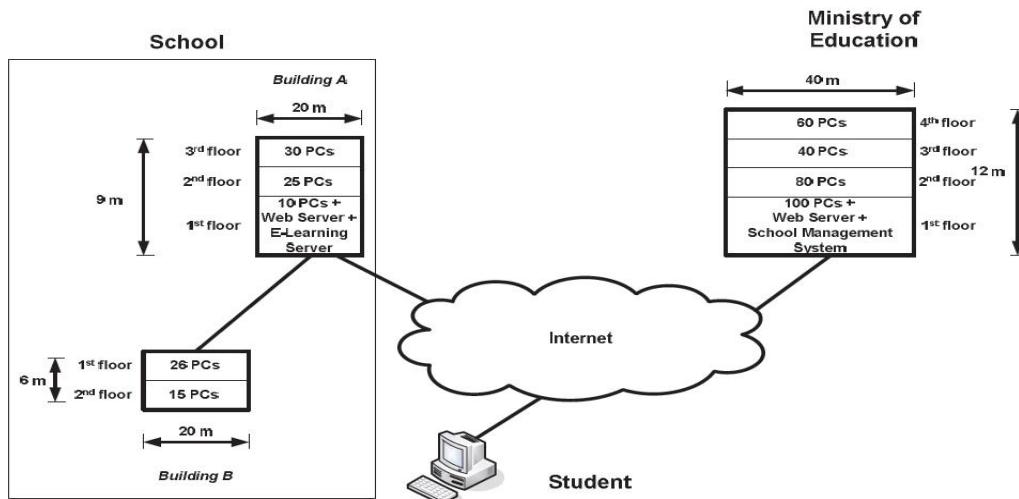 School
Building A
20 m
3rd floor
30 PCs
2nd floor
25 PCs
9 m
1st floor
10 PCs +
Web Server +
E-Learning
Server
1st floor
26 PCs
6 m
2nd floor
15 PCs
20 m
Building B
Internet
Student
Ministry of
Education
40 m
60 PCs
4th floor
40 PCs
3rd floor
12 m
80 PCs
2nd floor
100 PCs +
Web Server +
School Management
System
1st floor